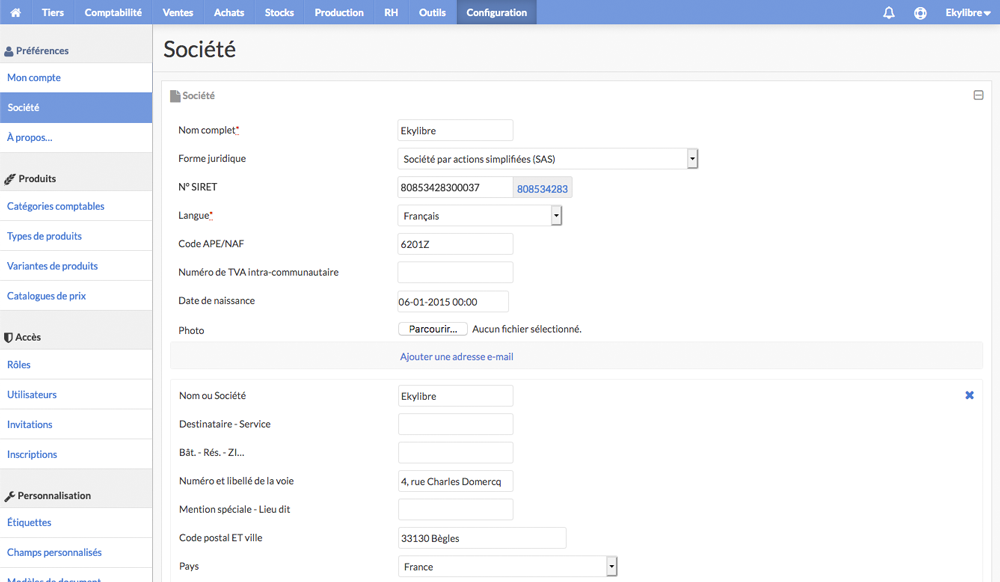 Tiers Comptabilité Ventes Achats Stocks Production RH Outils Configuration Ekylibre
Préférences
Mon compte
Société
À propos...
Produits
Catégories comptables
Types de produits
Variantes de produits
Catalogues de prix
Accès
Rôles
Utilisateurs
Invitations
Inscriptions
Personnalisation
Étiquettes
Champs personnalisés
Modèles de document
Société
Société
Nom complet* Ekylibre
Forme juridique Société par actions simplifiées (SAS)
N° SIRET 80853428300037 808534283
Langue* Français
Code APE/NAF 6201Z
Numéro de TVA intra-communautaire
Date de naissance 06-01-2015 00:00
Photo Parcourir... Aucun fichier sélectionné.
Ajouter une adresse e-mail
Nom ou Société Ekylibre
Destinataire - Service
Bât. - Rés. - ZI...
Numéro et libellé de la voie 4, rue Charles Domercq
Mention spéciale - Lieu dit
Code postal ET ville 33130 Bègles
Pays France